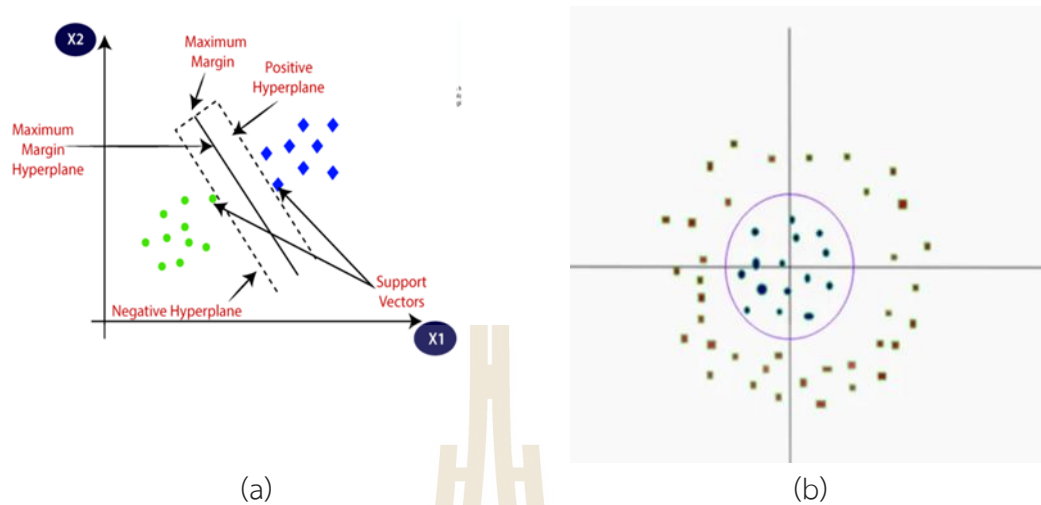 X2
Maximum
Margin
Positive
Hyperplane
Maximum
Margin
Hyperplane
Support
Vectors
Negative Hyperplane
X1
(a)
(b)